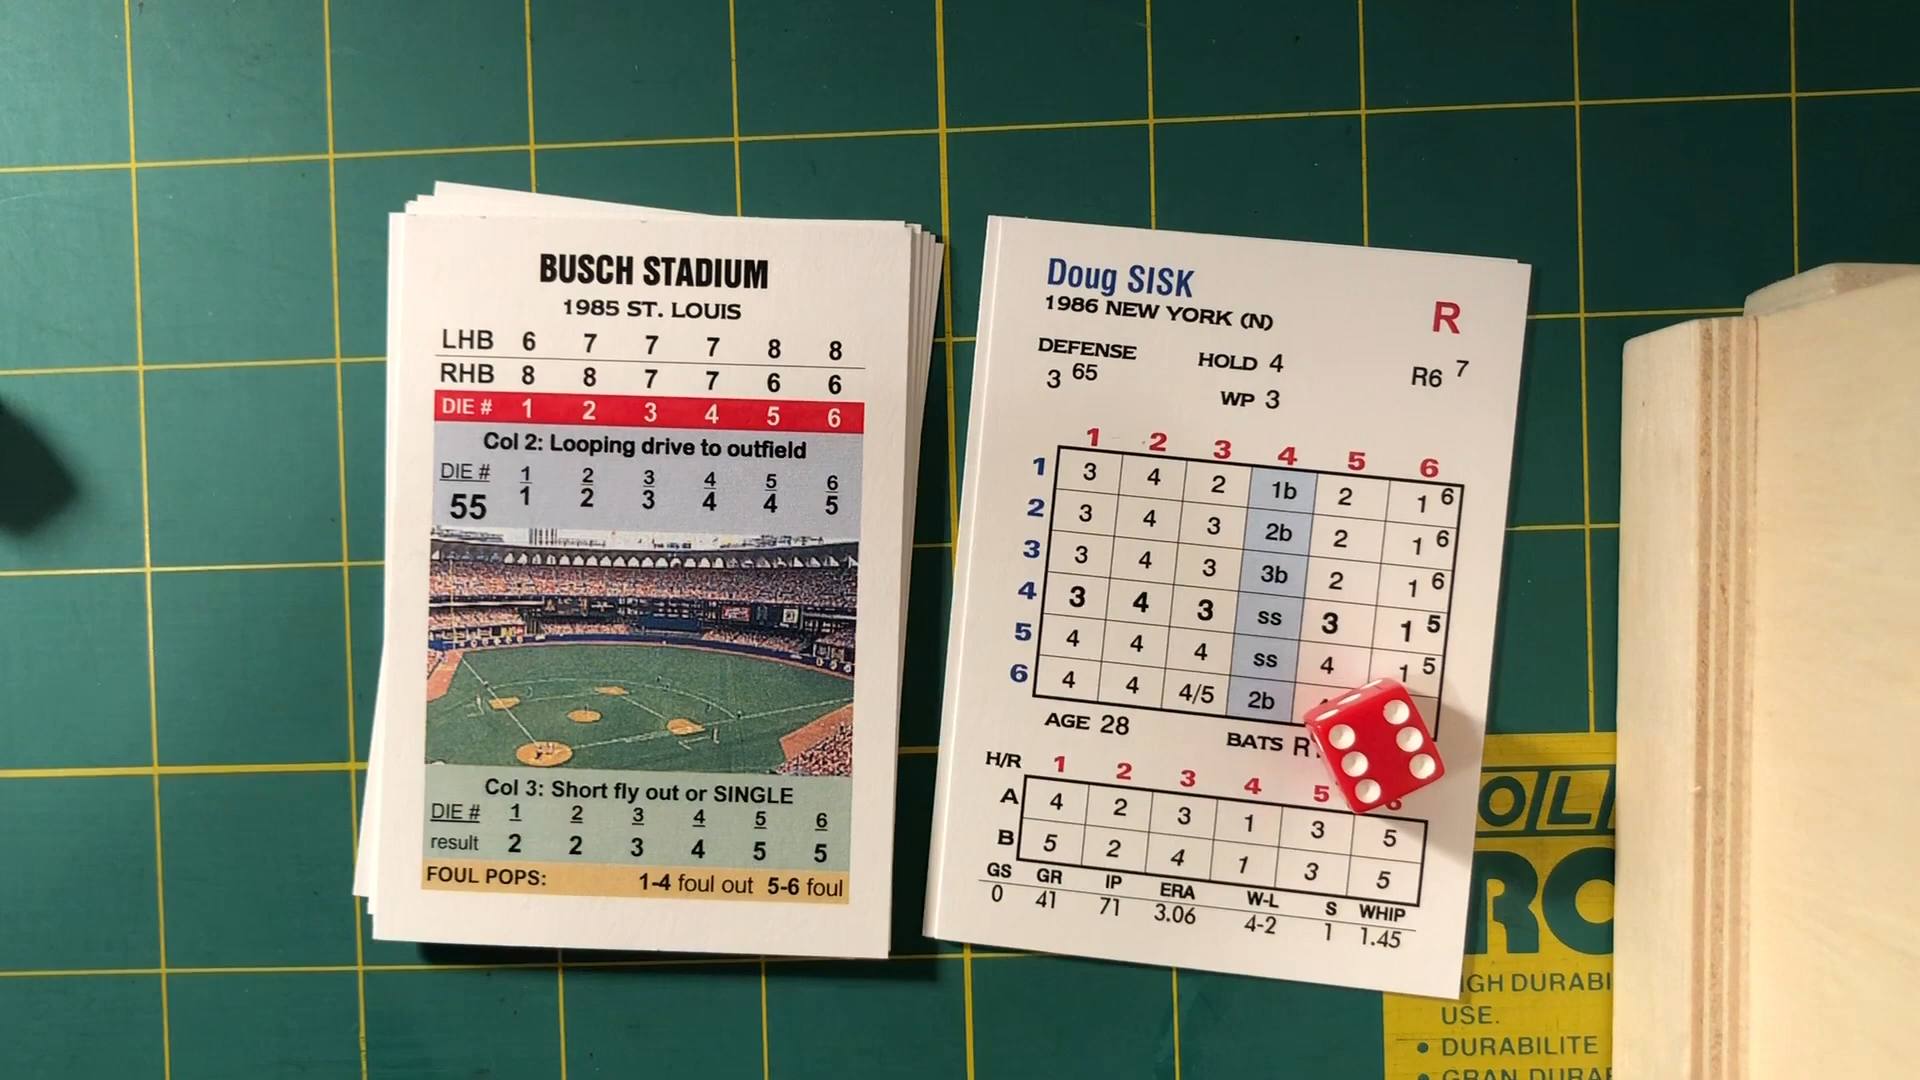 BUSCH STADIUM
1985 ST. LOUIS
LHB 6 7 7 7 8 8
RHB 8 8 7 7 6 6
DIE # 1 2 3 4 5 6
Col 2: Looping drive to outfield
DIE # 1 2 3 4 5 6
55 1 2 3 4 4 5
Col 3: Short fly out or SINGLE
DIE # 1 2 3 4 5 6
result 2 2 3 4 5 5
FOUL POPS: 1-4 foul out 5-6 foul
Doug SISK
1986 NEW YORK (N)
R
DEFENSE HOLD 4
3 65 WP 3
R6 7
1 2 3 4 5 6
1 3 4 2 1b 2 1 6
2 3 4 3 2b 2 1 6
3 3 4 3 3b 2 1 6
4 3 4 3 ss 3 1 5
5 4 4 4 ss 4 1 5
6 4 4 4/5 2b
AGE 28 BATS R
H/R 1 2 3 4 5
A 4 2 3 1 3 5
B 5 2 4 1 3 5
GS GR IP ERA W-L S WHIP
0 41 71 3.06 4-2 1 1.45
USE.
• DURABILITE